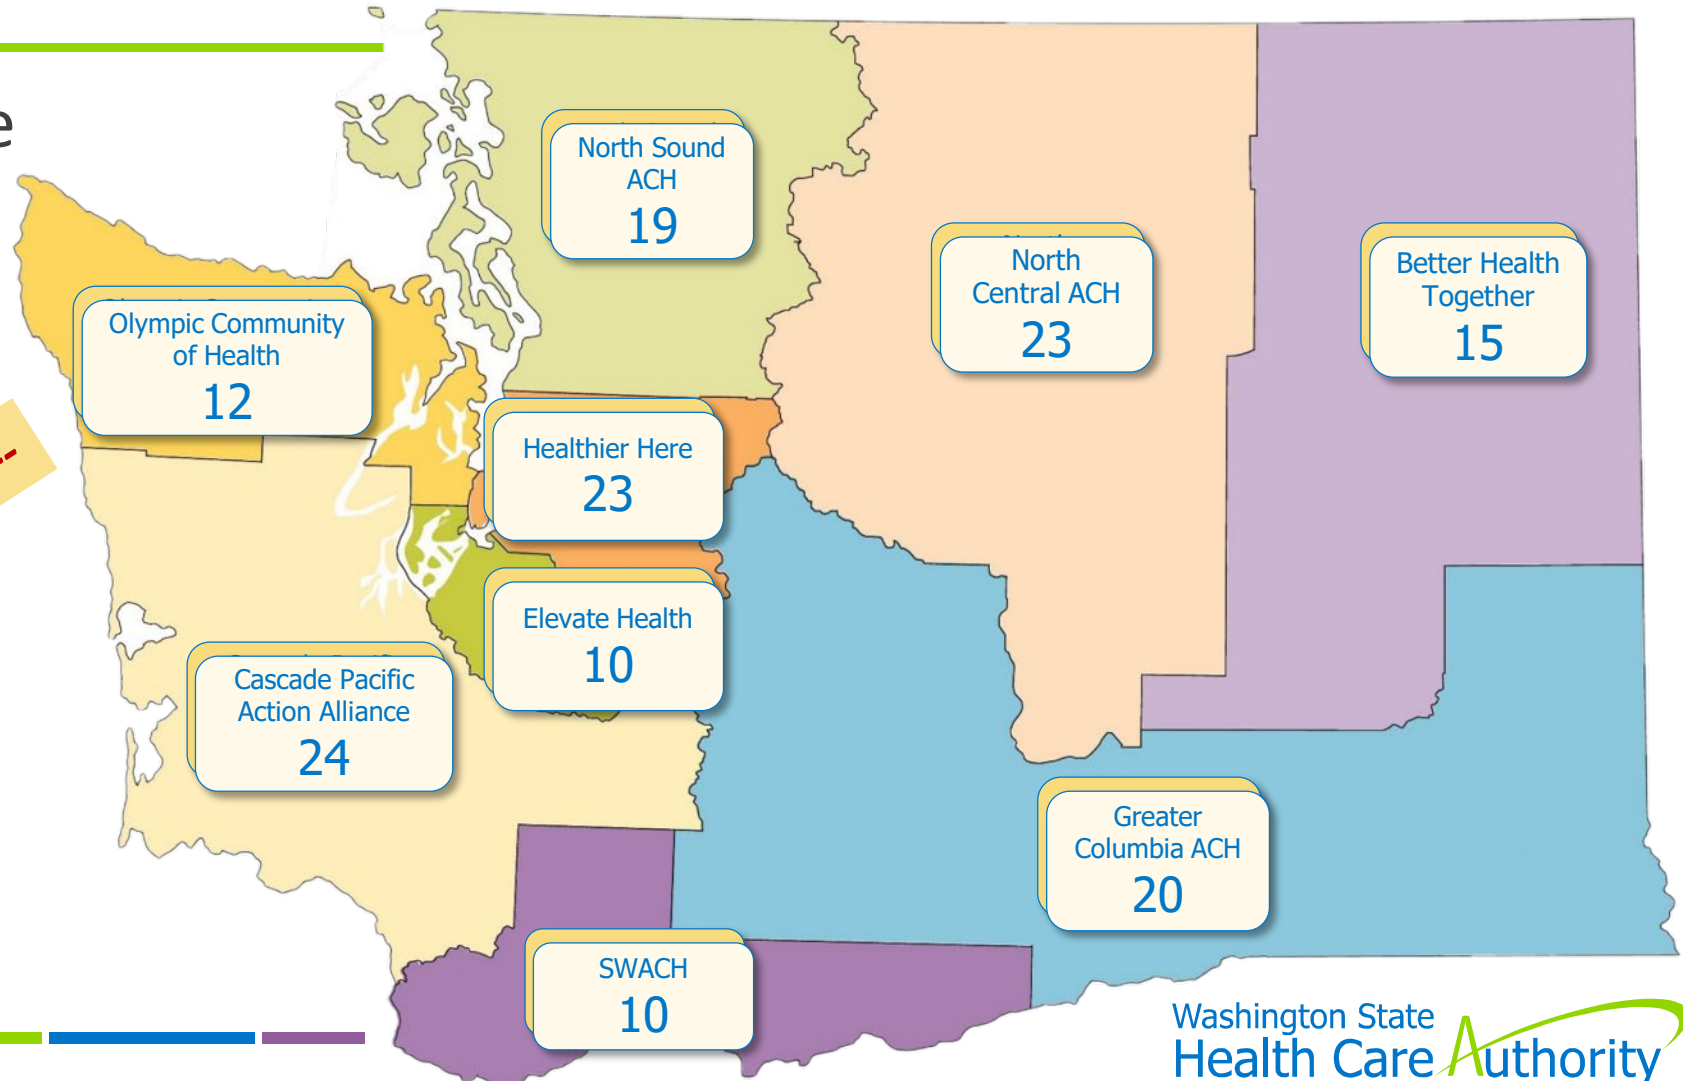 e
North Sound
ACH
19
North
Central ACH
23
Better Health
Together
15
Olympic Community
of Health
12
Healthier Here
23
Elevate Health
10
Cascade Pacific
Action Alliance
24
Greater
Columbia ACH
20
SWACH
10
Washington State
Health Care Authority